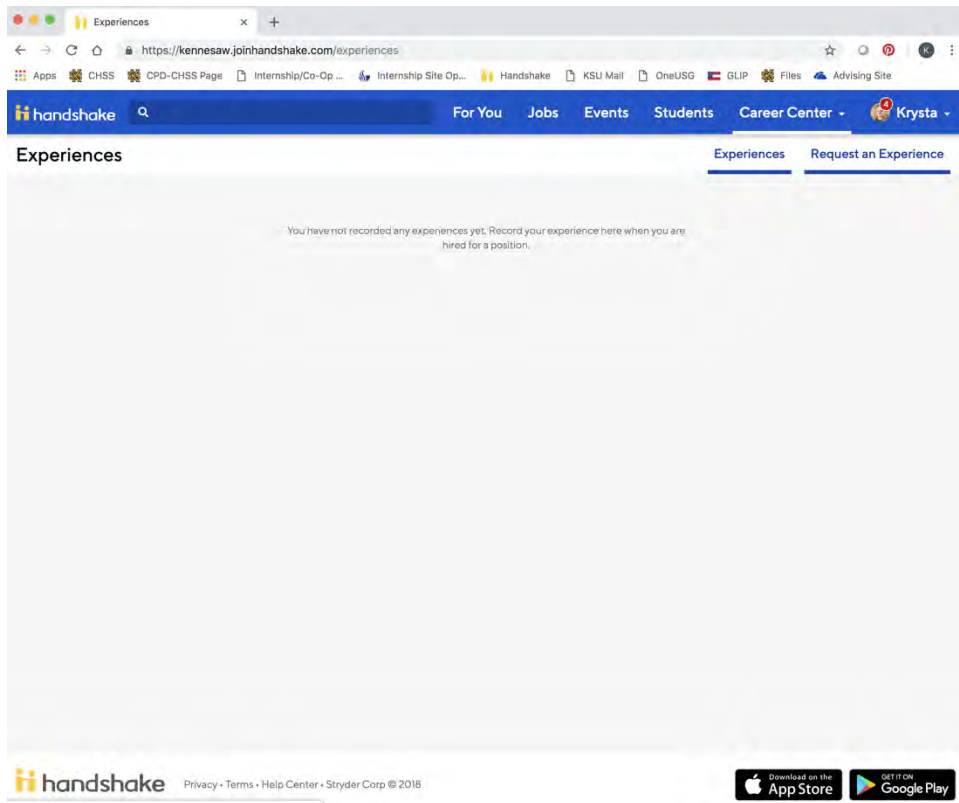 Experiences
https://kennesaw.joinhandshake.com/experiences
K
Apps CHSS CPD-CHSS Page Internship/Co-Op ... Internship Site Op... Handshake KSU Mail OneUSG GLIP Files Advising Site
handshake For You Jobs Events Students Career Center 4 Krysta
Experiences Experiences Request an Experience
You have not recorded any experiences yet. Record your experience here when you are
hired for a position.
handshake Privacy • Terms • Help Center • Stryder Corp © 2018
Download on the App Store
GET IT ON Google Play